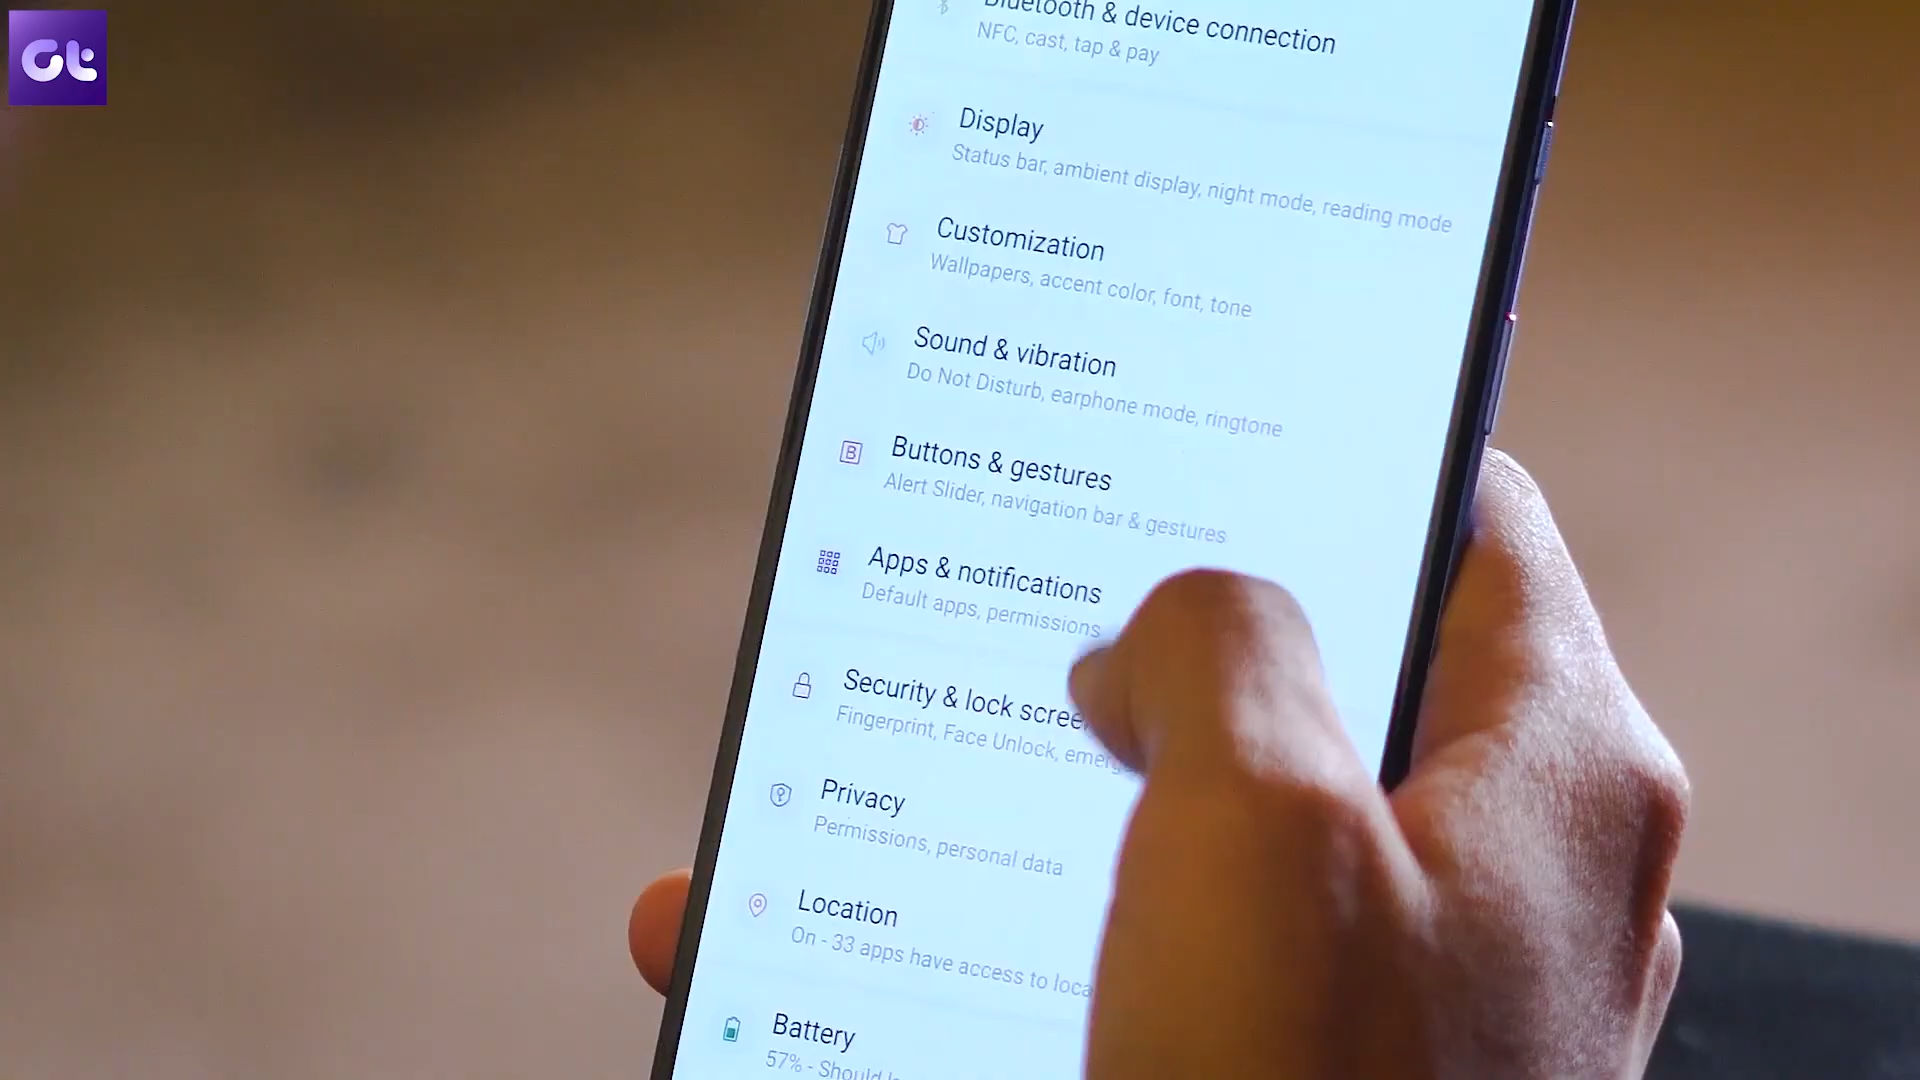 Gt
Bluetooth & device connection
NFC, cast, tap & pay
Display
Status bar, ambient display, night mode, reading mode
Customization
Wallpapers, accent color, font, tone
Sound & vibration
Do Not Disturb, earphone mode, ringtone
B
Buttons & gestures
Alert Slider, navigation bar & gestures
Apps & notifications
Default apps, permissions
Security & lock scree
Fingerprint, Face Unlock, emerg
Privacy
Permissions, personal data
Location
On - 33 apps have access to loca
Battery
57% - Should